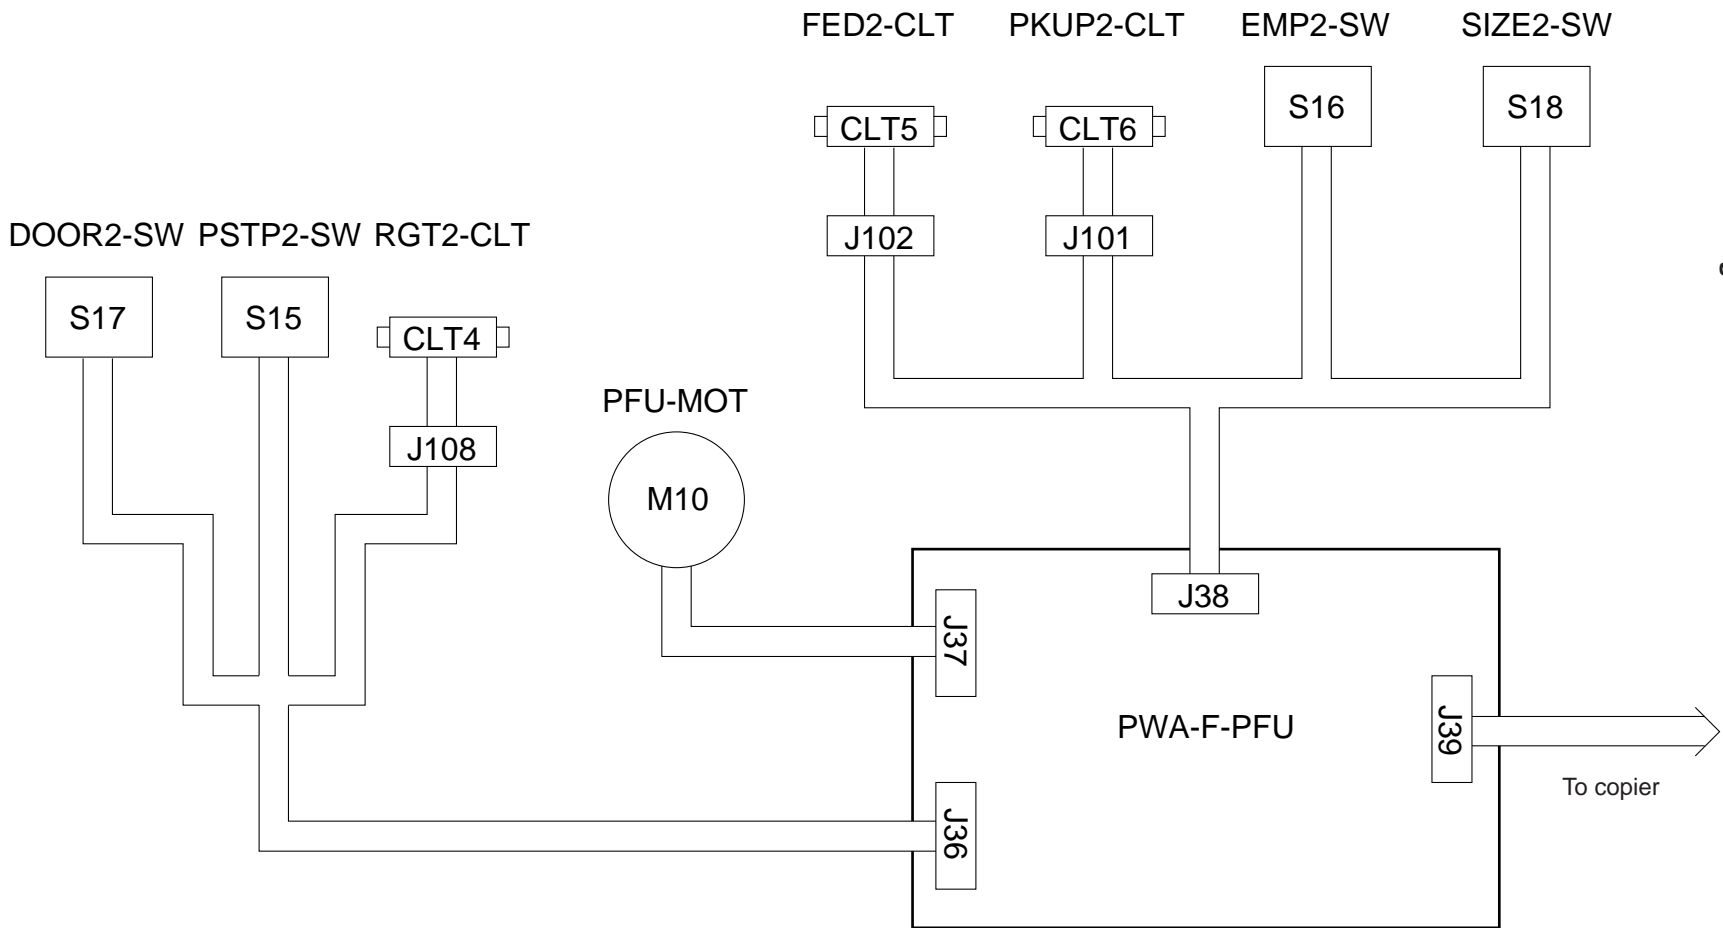 FED2-CLT PKUP2-CLT EMP2-SW SIZE2-SW
CLT5 CLT6 S16 S18
J102 J101
DOOR2-SW PSTP2-SW RGT2-CLT
S17 S15 CLT4
PFU-MOT
J108
M10
J38
J37
PWA-F-PFU
J39
To copier
J36